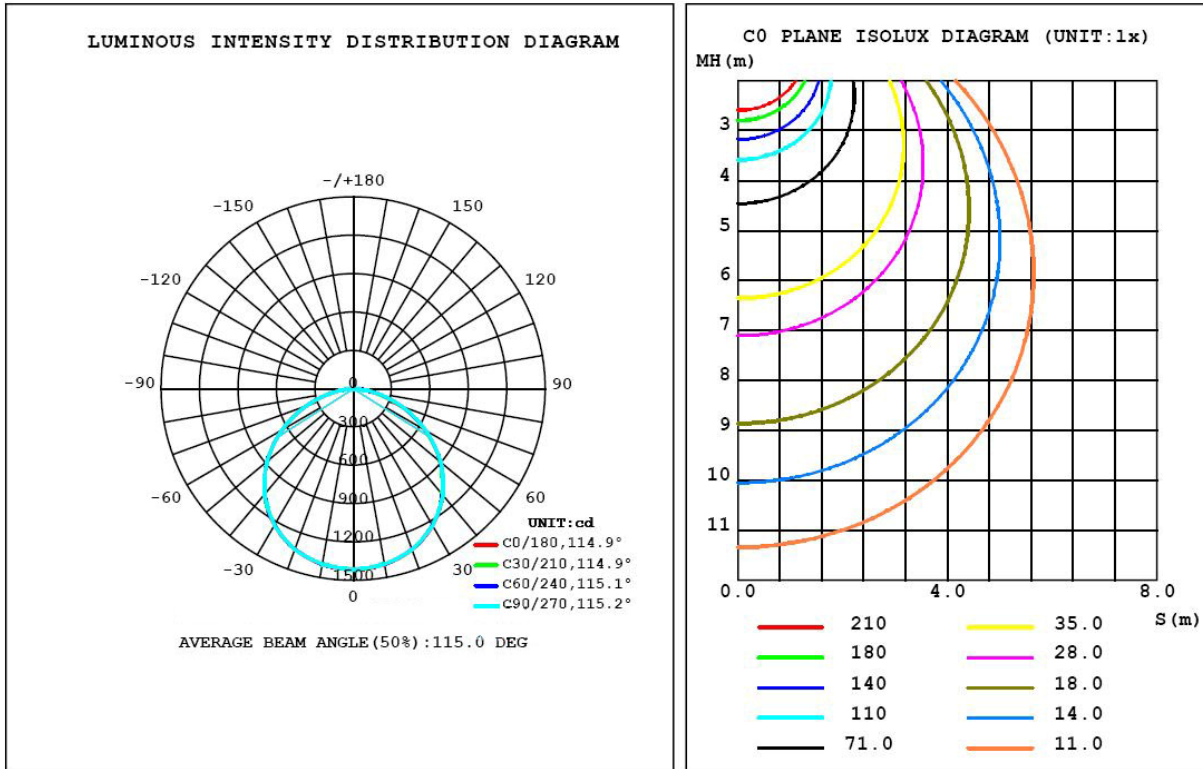 LUMINOUS INTENSITY DISTRIBUTION DIAGRAM
-/+180
-150 150
-120 120
-90 90
-60 60
-30 30
0
0
300
600
900
1200
1500
UNIT:cd
C0/180,114.9°
C30/210,114.9°
C60/240,115.1°
C90/270,115.2°
AVERAGE BEAM ANGLE(50%):115.0 DEG
C0 PLANE ISOLUX DIAGRAM (UNIT:lx)
MH(m)
3
4
5
6
7
8
9
10
11
0.0 4.0 8.0
S(m)
210 35.0
180 28.0
140 18.0
110 14.0
71.0 11.0